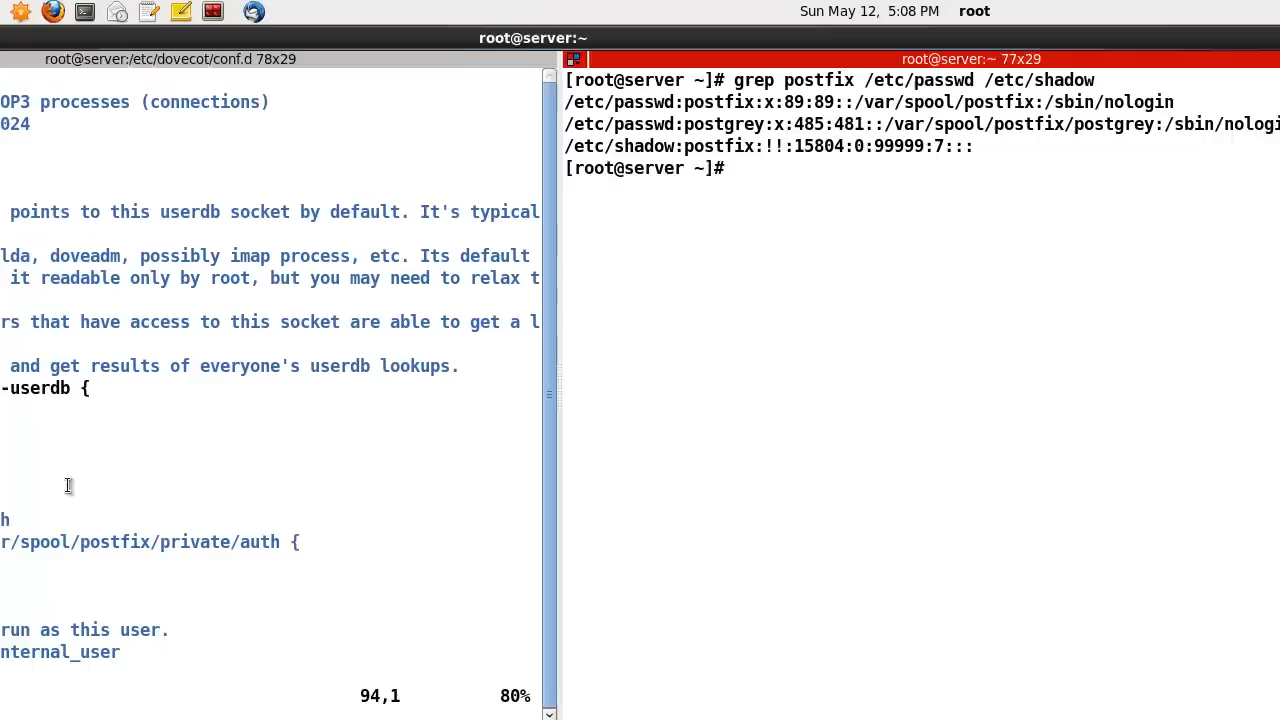 Sun May 12, 5:08 PM root
root@server:~
root@server:/etc/dovecot/conf.d 78x29
OP3 processes (connections)
024
points to this userdb socket by default. It's typical
lda, doveadm, possibly imap process, etc. Its default
it readable only by root, but you may need to relax t
rs that have access to this socket are able to get a l
and get results of everyone's userdb lookups.
-userdb {
h
r/spool/postfix/private/auth {
run as this user.
nternal_user
94,1 80%
root@server:~ 77x29
[root@server ~]# grep postfix /etc/passwd /etc/shadow
/etc/passwd:postfix:x:89:89::/var/spool/postfix:/sbin/nologin
/etc/passwd:postgrey:x:485:481::/var/spool/postfix/postgrey:/sbin/nologi
/etc/shadow:postfix:!!:15804:0:99999:7:::
[root@server ~]#